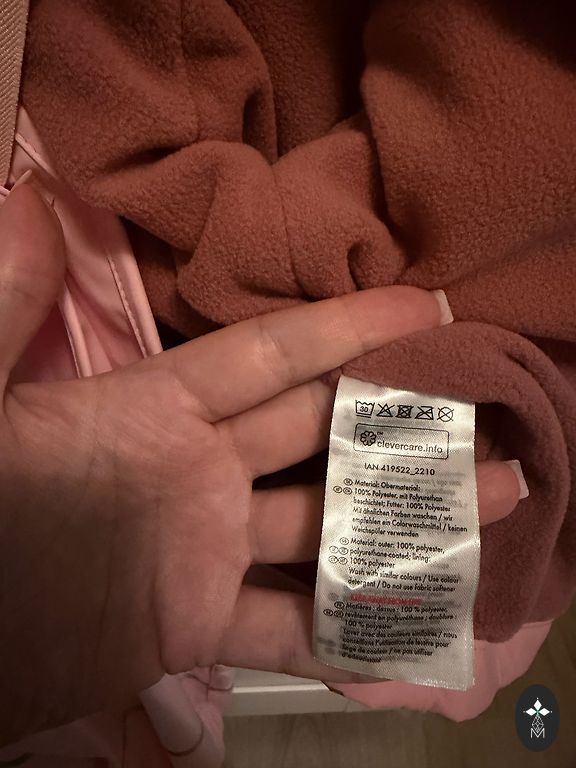 30
clevercare.info
IAN 419522_2210
Material: Obermaterial:
100% Polyester, mit Polyurethan
beschichtet; Futter: 100% Polyester
Mit ähnlichen Farben waschen / wir
empfehlen ein Colorwaschmittel / keinen
Weichspüler verwenden
Material: outer: 100% polyester,
polyurethane-coated; lining:
100% polyester
Wash with similar colours / Use colour
detergent / Do not use fabric softener
Matières : dessus : 100 % polyester,
revêtement en polyuréthane ; doublure :
100 % polyester
Laver avec des couleurs similaires / nous
conseillons l'utilisation de lessive pour
linge de couleur / ne pas utiliser
d'adoucissant
M